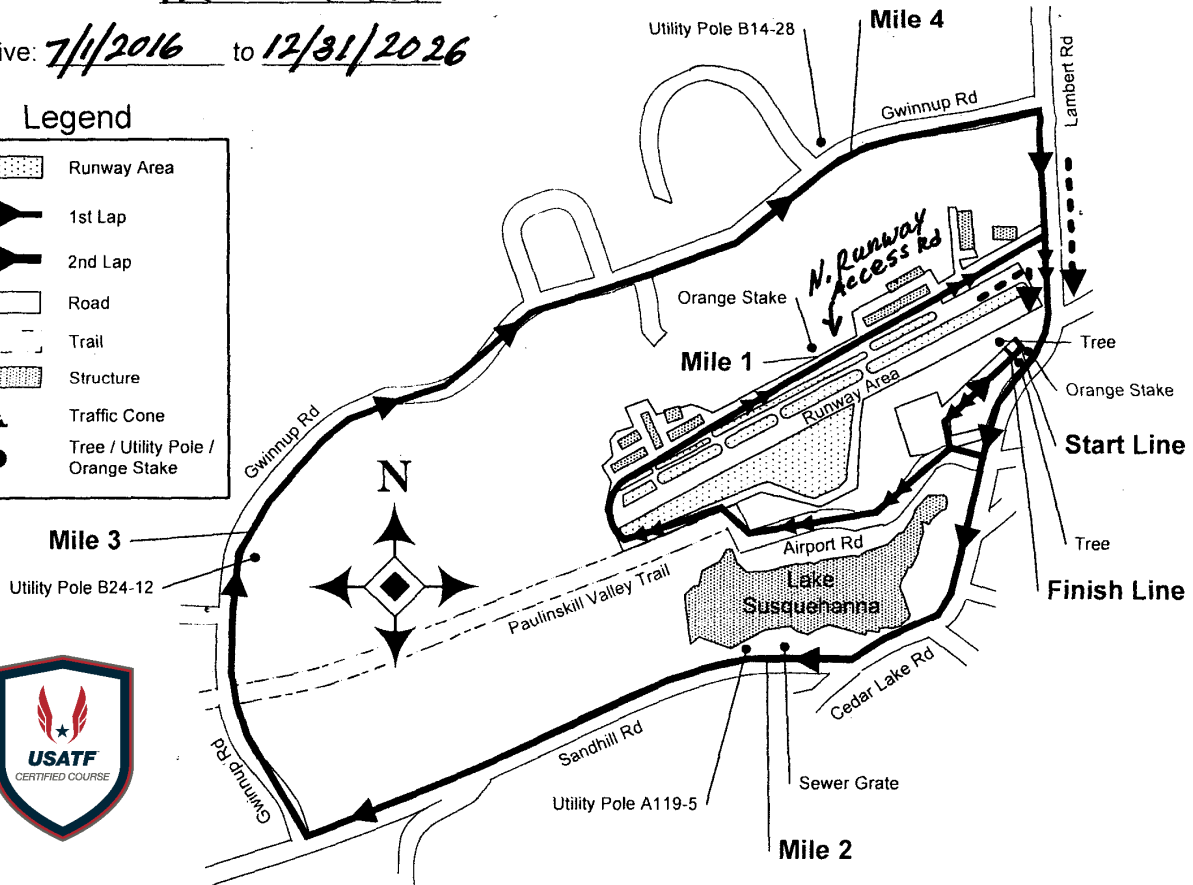 ive: 7/1/2016 to 12/31/2026
Legend
Runway Area
1st Lap
2nd Lap
Road
Trail
Structure
Traffic Cone
Tree / Utility Pole /
Orange Stake
Utility Pole B14-28
Mile 4
Gwinnup Rd
Lambert Rd
N. Runway
Access Rd
Orange Stake
Mile 1
Runway Area
Tree
Orange Stake
Start Line
Gwinnup Rd
N
Mile 3
Utility Pole B24-12
Airport Rd
Tree
Paulinskill Valley Trail
Lake
Susquehanna
Finish Line
Cedar Lake Rd
Sandhill Rd
Gwinnup Rd
Sewer Grate
Utility Pole A119-5
Mile 2
USATF
CERTIFIED COURSE